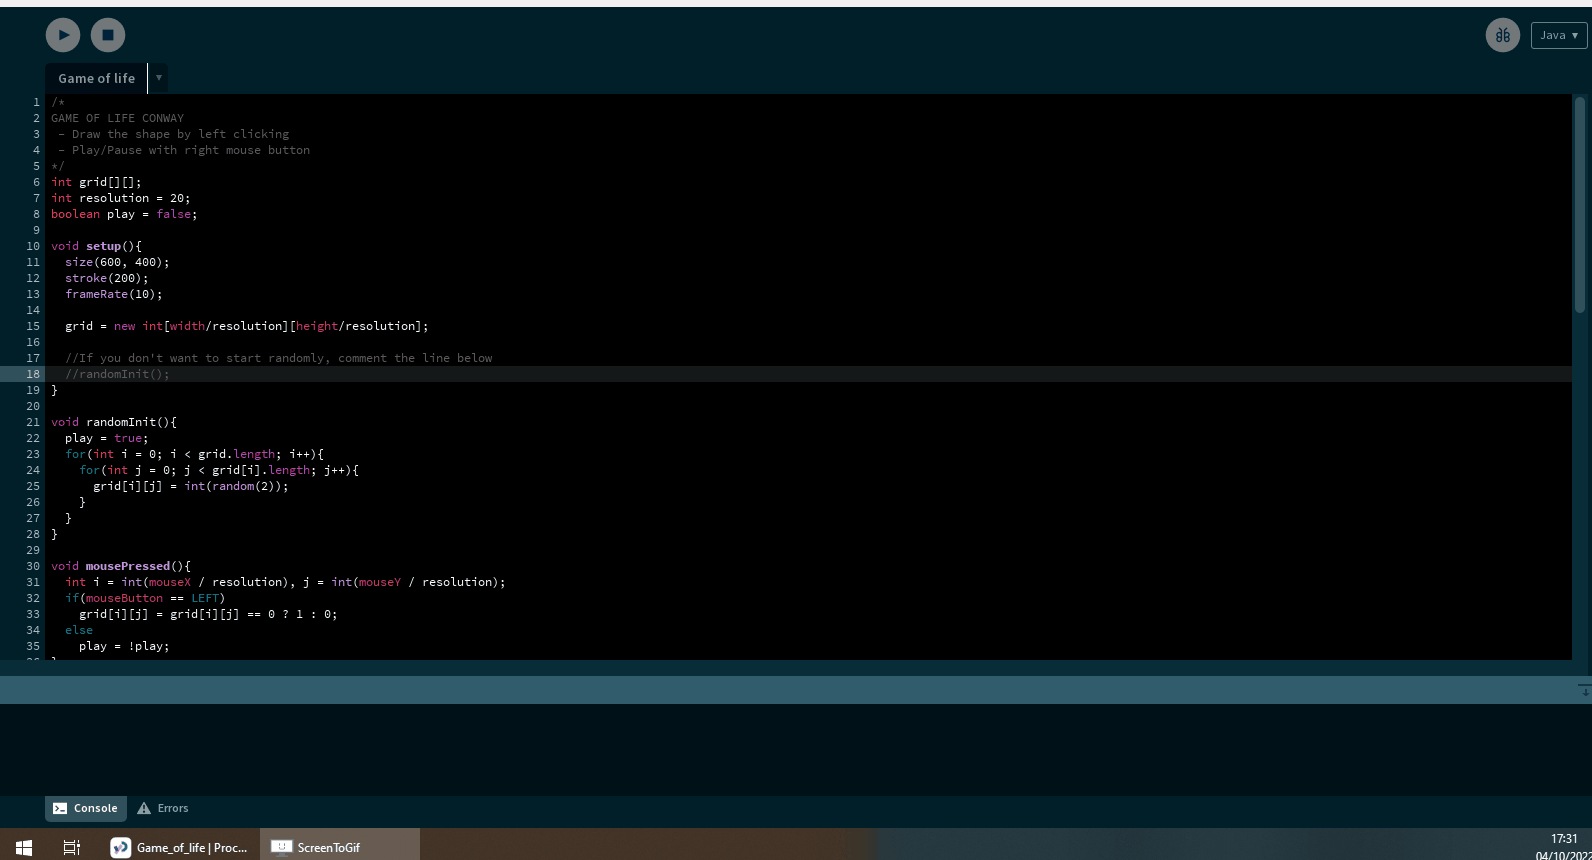 Java ▾
Game of life ▾
1 /*
2 GAME OF LIFE CONWAY
3 - Draw the shape by left clicking
4 - Play/Pause with right mouse button
5 */
6 int grid[][];
7 int resolution = 20;
8 boolean play = false;
9
10 void setup(){
11 size(600, 400);
12 stroke(200);
13 frameRate(10);
14
15 grid = new int[width/resolution][height/resolution];
16
17 //If you don't want to start randomly, comment the line below
18 //randomInit();
19 }
20
21 void randomInit(){
22 play = true;
23 for(int i = 0; i < grid.length; i++){
24 for(int j = 0; j < grid[i].length; j++){
25 grid[i][j] = int(random(2));
26 }
27 }
28 }
29
30 void mousePressed(){
31 int i = int(mouseX / resolution), j = int(mouseY / resolution);
32 if(mouseButton == LEFT)
33 grid[i][j] = grid[i][j] == 0 ? 1 : 0;
34 else
35 play = !play;
Console Errors
Game_of_life | Proc... ScreenToGif 17:31
04/10/2022